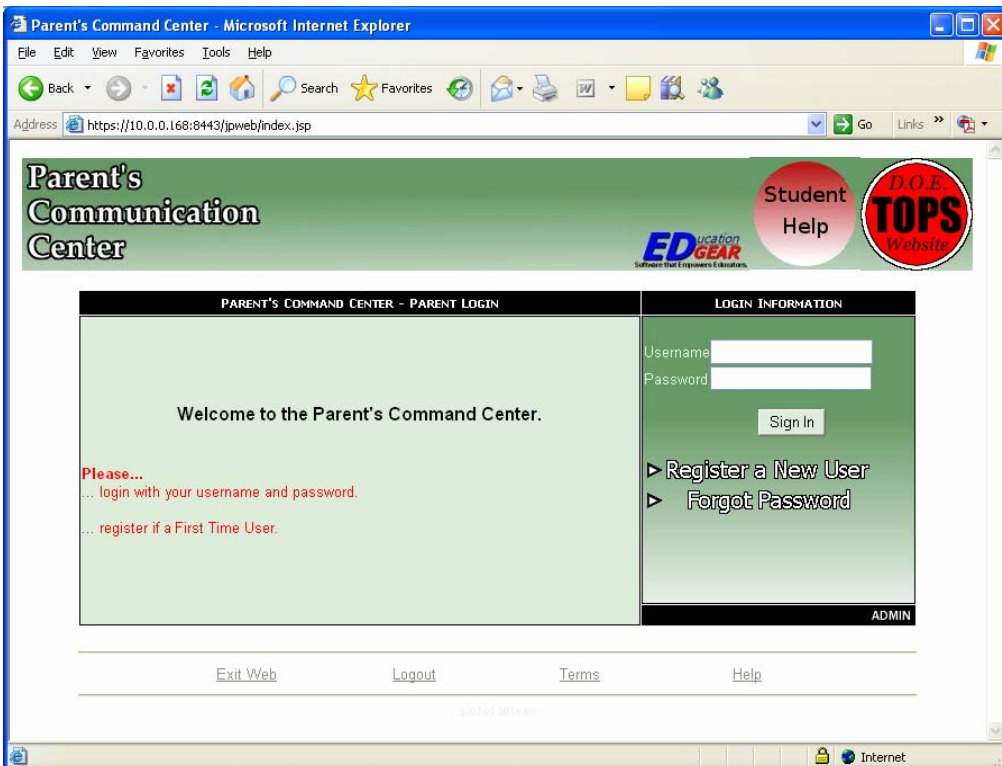 Parent's Command Center - Microsoft Internet Explorer
File Edit View Favorites Tools Help
Back Search Favorites
Address https://10.0.0.168:8443/jpweb/index.jsp Go Links »
Parent's
Communication
Center
EDucation
GEAR
Software that Empowers Educators.
Student
Help
D.O.E.
TOPS
Website
PARENT'S COMMAND CENTER - PARENT LOGIN
LOGIN INFORMATION
Username
Password
Sign In
Welcome to the Parent's Command Center.
Please...
... login with your username and password.
... register if a First Time User.
Register a New User
Forgot Password
ADMIN
Exit Web Logout Terms Help
Internet